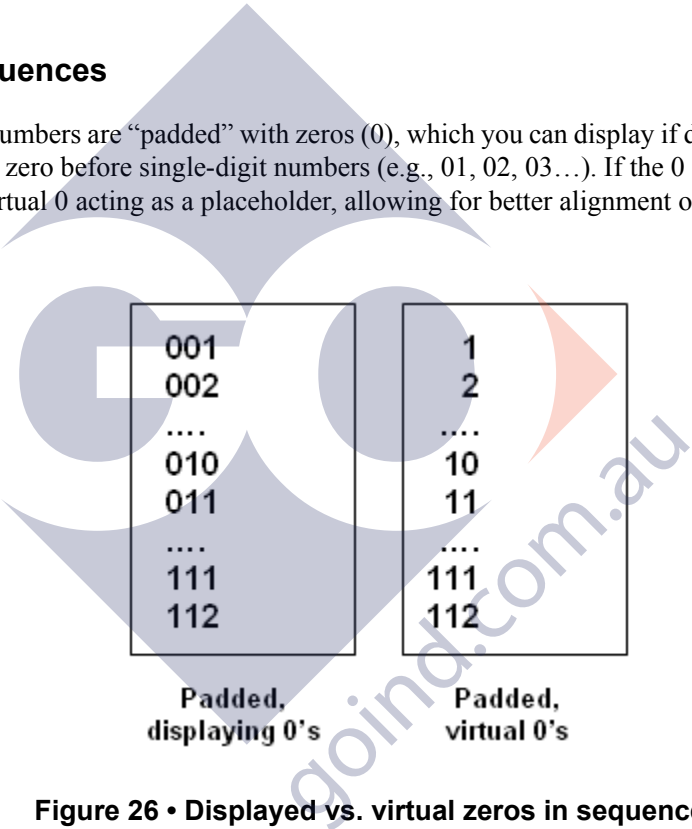 uences
umbers are “padded” with zeros (0), which you can display if d
zero before single-digit numbers (e.g., 01, 02, 03…). If the 0
rtual 0 acting as a placeholder, allowing for better alignment o
001
002
....
010
011
....
111
112
Padded,
displaying 0's
1
2
....
10
11
....
111
112
Padded,
virtual 0's
Figure 26 • Displayed vs. virtual zeros in sequence
GO
goind.com.au